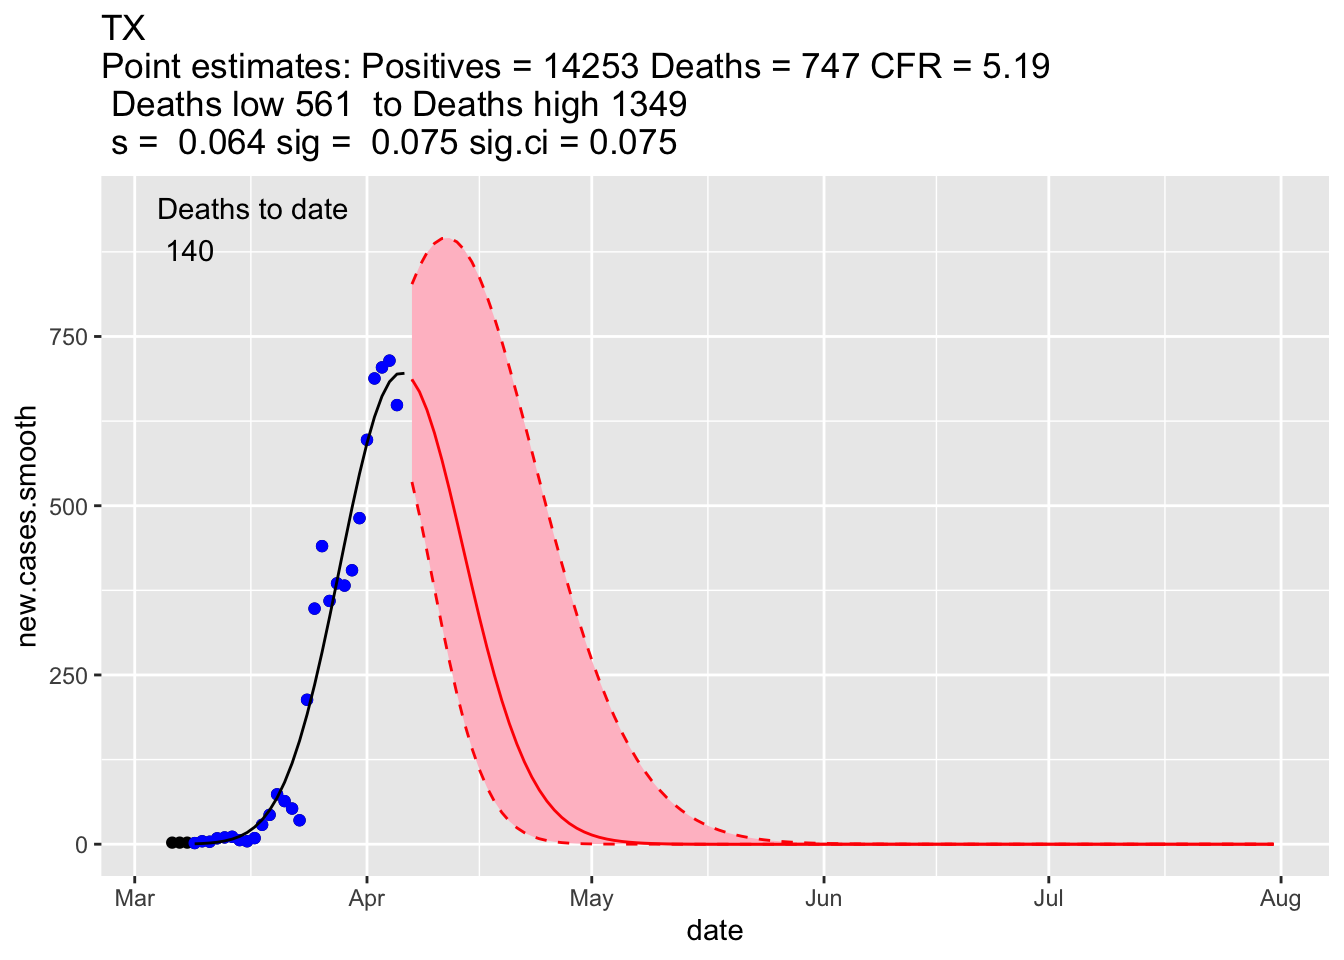 TX
Point estimates: Positives = 14253 Deaths = 747 CFR = 5.19
Deaths low 561  to Deaths high 1349
s =  0.064 sig =  0.075 sig.ci = 0.075
Deaths to date
140
750
500
250
0
new.cases.smooth
Mar Apr May Jun Jul Aug
date